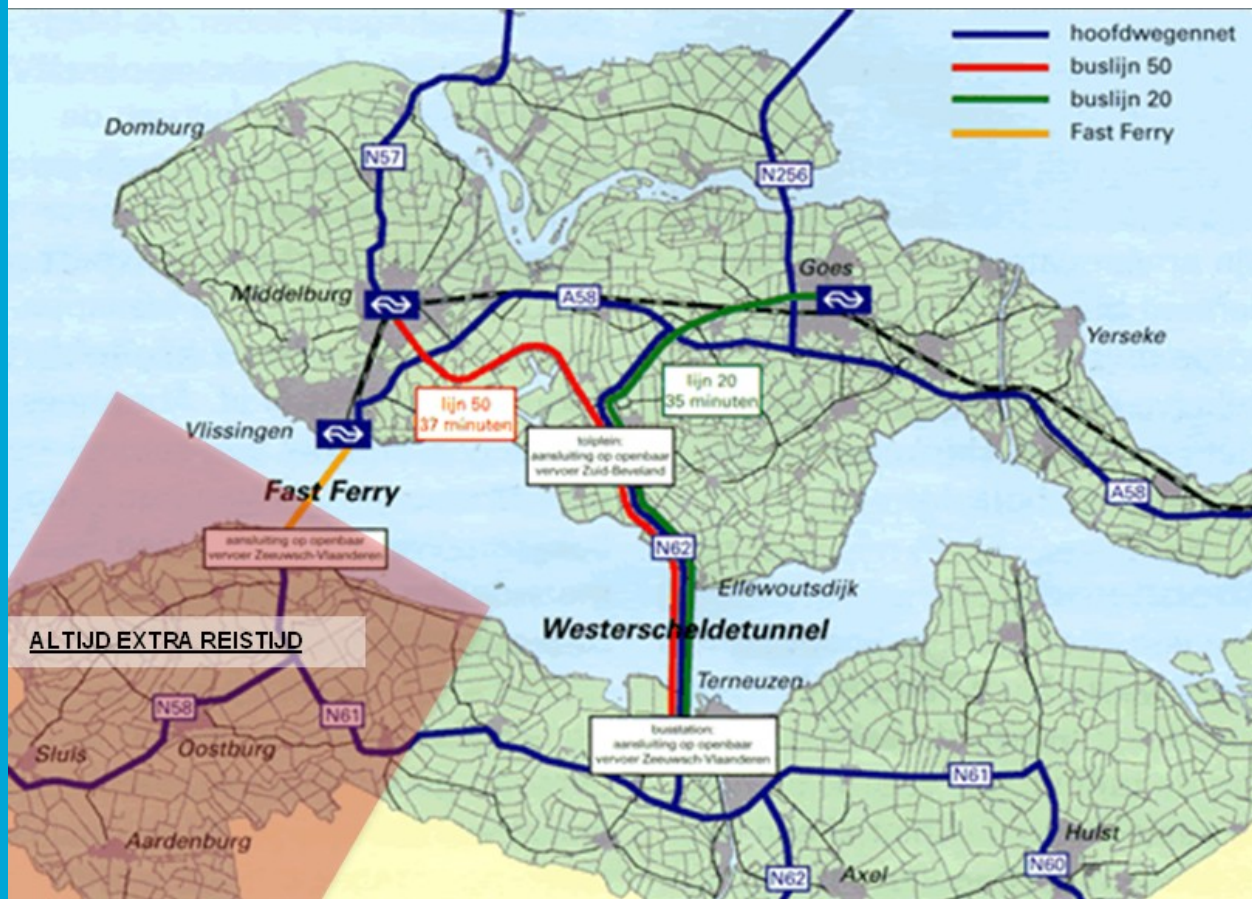 hoofdwegennet
buslijn 50
buslijn 20
Fast Ferry
Domburg
N57
N256
Goes
Middelburg
A58
Yerseke
lijn 20
35 minuten
lijn 50
37 minuten
Vlissingen
tolplein:
aansluiting op openbaar
vervoer Zuid-Beveland
Fast Ferry
A58
aansluiting op openbaar
vervoer Zeeuwsch-Vlaanderen
N62
Ellewoutsdijk
Westerscheldetunnel
ALTIJD EXTRA REISTIJD
Terneuzen
N58
N61
Oostburg
Sluis
busstation:
aansluiting op openbaar
vervoer Zeeuwsch-Vlaanderen
N61
Aardenburg
Hulst
N60
N62
Axel